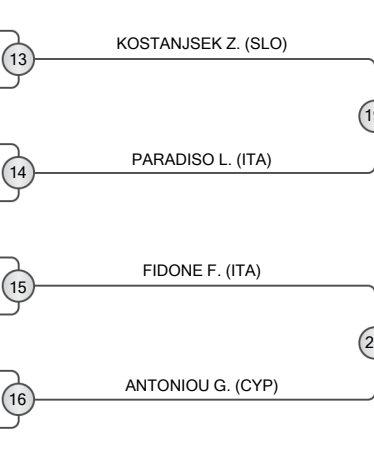 13
KOSTANJSEK Z. (SLO)
14
PARADISO L. (ITA)
15
FIDONE F. (ITA)
16
ANTONIOU G. (CYP)